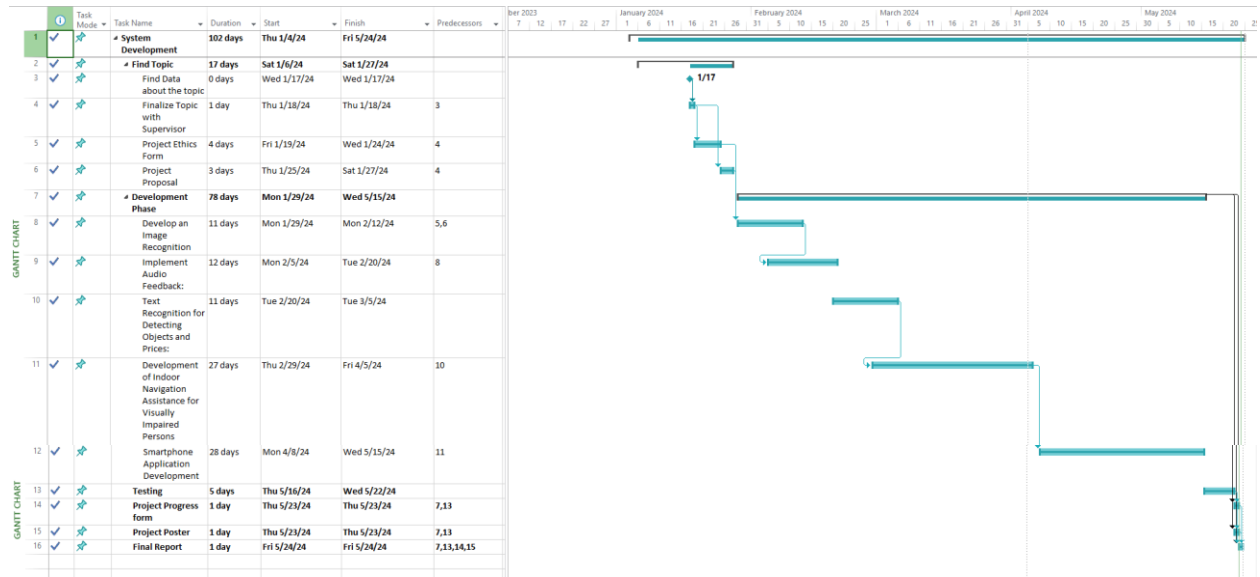 ber 2023 January 2024 February 2024 March 2024 April 2024 May 2024
Task Mode Task Name Duration Start Finish Predecessors 7 12 17 22 27 1 6 11 16 21 26 31 5 10 15 20 25 1 6 11 16 21 26 31 5 10 15 20 25 30 5 10 15 20 25
1 System Development 102 days Thu 1/4/24 Fri 5/24/24
2 Find Topic 17 days Sat 1/6/24 Sat 1/27/24
3 Find Data about the topic 0 days Wed 1/17/24 Wed 1/17/24 1/17
4 Finalize Topic with Supervisor 1 day Thu 1/18/24 Thu 1/18/24 3
5 Project Ethics Form 4 days Fri 1/19/24 Wed 1/24/24 4
6 Project Proposal 3 days Thu 1/25/24 Sat 1/27/24 4
7 Development Phase 78 days Mon 1/29/24 Wed 5/15/24
8 Develop an Image Recognition 11 days Mon 1/29/24 Mon 2/12/24 5,6
9 Implement Audio Feedback: 12 days Mon 2/5/24 Tue 2/20/24 8
10 Text Recognition for Detecting Objects and Prices: 11 days Tue 2/20/24 Tue 3/5/24
11 Development of Indoor Navigation Assistance for Visually Impaired Persons 27 days Thu 2/29/24 Fri 4/5/24 10
12 Smartphone Application Development 28 days Mon 4/8/24 Wed 5/15/24 11
13 Testing 5 days Thu 5/16/24 Wed 5/22/24
14 Project Progress form 1 day Thu 5/23/24 Thu 5/23/24 7,13
15 Project Poster 1 day Thu 5/23/24 Thu 5/23/24 7,13
16 Final Report 1 day Fri 5/24/24 Fri 5/24/24 7,13,14,15
GANTT CHART
GANTT CHART